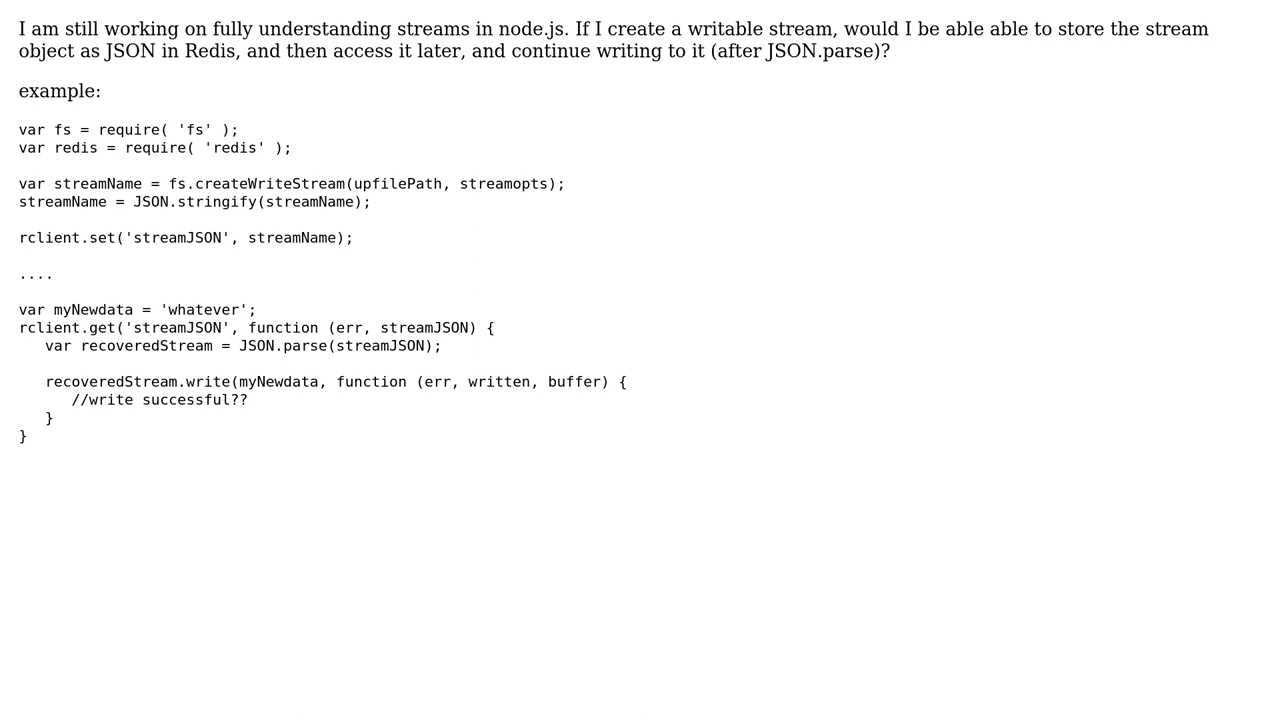 I am still working on fully understanding streams in node.js. If I create a writable stream, would I be able able to store the stream
object as JSON in Redis, and then access it later, and continue writing to it (after JSON.parse)?
example:
var fs = require( 'fs' );
var redis = require( 'redis' );
var streamName = fs.createWriteStream(upfilePath, streamopts);
streamName = JSON.stringify(streamName);
rclient.set('streamJSON', streamName);
....
var myNewdata = 'whatever';
rclient.get('streamJSON', function (err, streamJSON) {
   var recoveredStream = JSON.parse(streamJSON);
   recoveredStream.write(myNewdata, function (err, written, buffer) {
      //write successful??
   }
}